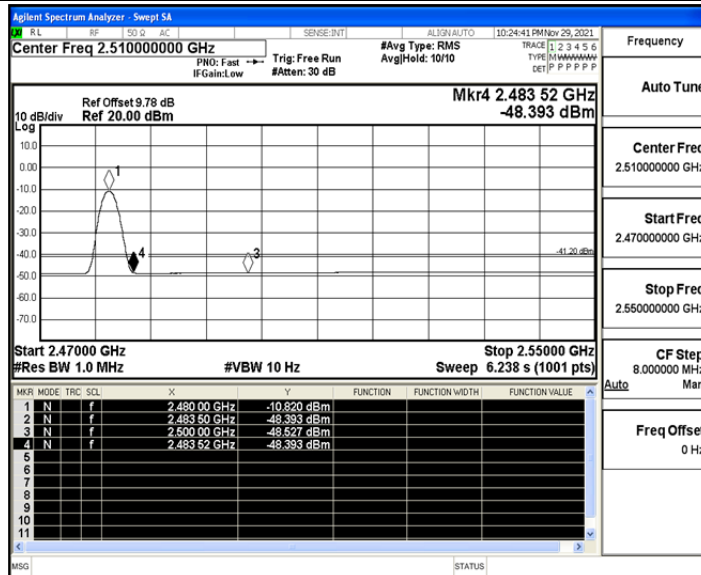 Agilent Spectrum Analyzer - Swept SA
RL RF 50 Ω AC SENSE:INT ALIGN AUTO 10:24:41 PM Nov 29, 2021
Center Freq 2.510000000 GHz
PNO: Fast
IFGain:Low
Trig: Free Run
#Atten: 30 dB
#Avg Type: RMS
Avg|Hold: 10/10
TRACE 1 2 3 4 5 6
TYPE MWWWWW
DET P P P P P P
Ref Offset 9.78 dB
10 dB/div Ref 20.00 dBm
Log
Mkr4 2.483 52 GHz
-48.393 dBm
10.0
0.00
-10.0
-20.0
-30.0
-40.0
-50.0
-60.0
-70.0
1
4
3
-41.20 dBm
Start 2.47000 GHz Stop 2.55000 GHz
#Res BW 1.0 MHz #VBW 10 Hz Sweep 6.238 s (1001 pts)
MKR MODE TRC SCL X Y FUNCTION FUNCTION WIDTH FUNCTION VALUE
1 N f 2.480 00 GHz -10.820 dBm
2 N f 2.483 50 GHz -48.393 dBm
3 N f 2.500 00 GHz -48.527 dBm
4 N f 2.483 52 GHz -48.393 dBm
5
6
7
8
9
10
11
MSG STATUS
Frequency
Auto Tune
Center Freq
2.510000000 GHz
Start Freq
2.470000000 GHz
Stop Freq
2.550000000 GHz
CF Step
8.000000 MHz
Auto Man
Freq Offset
0 Hz